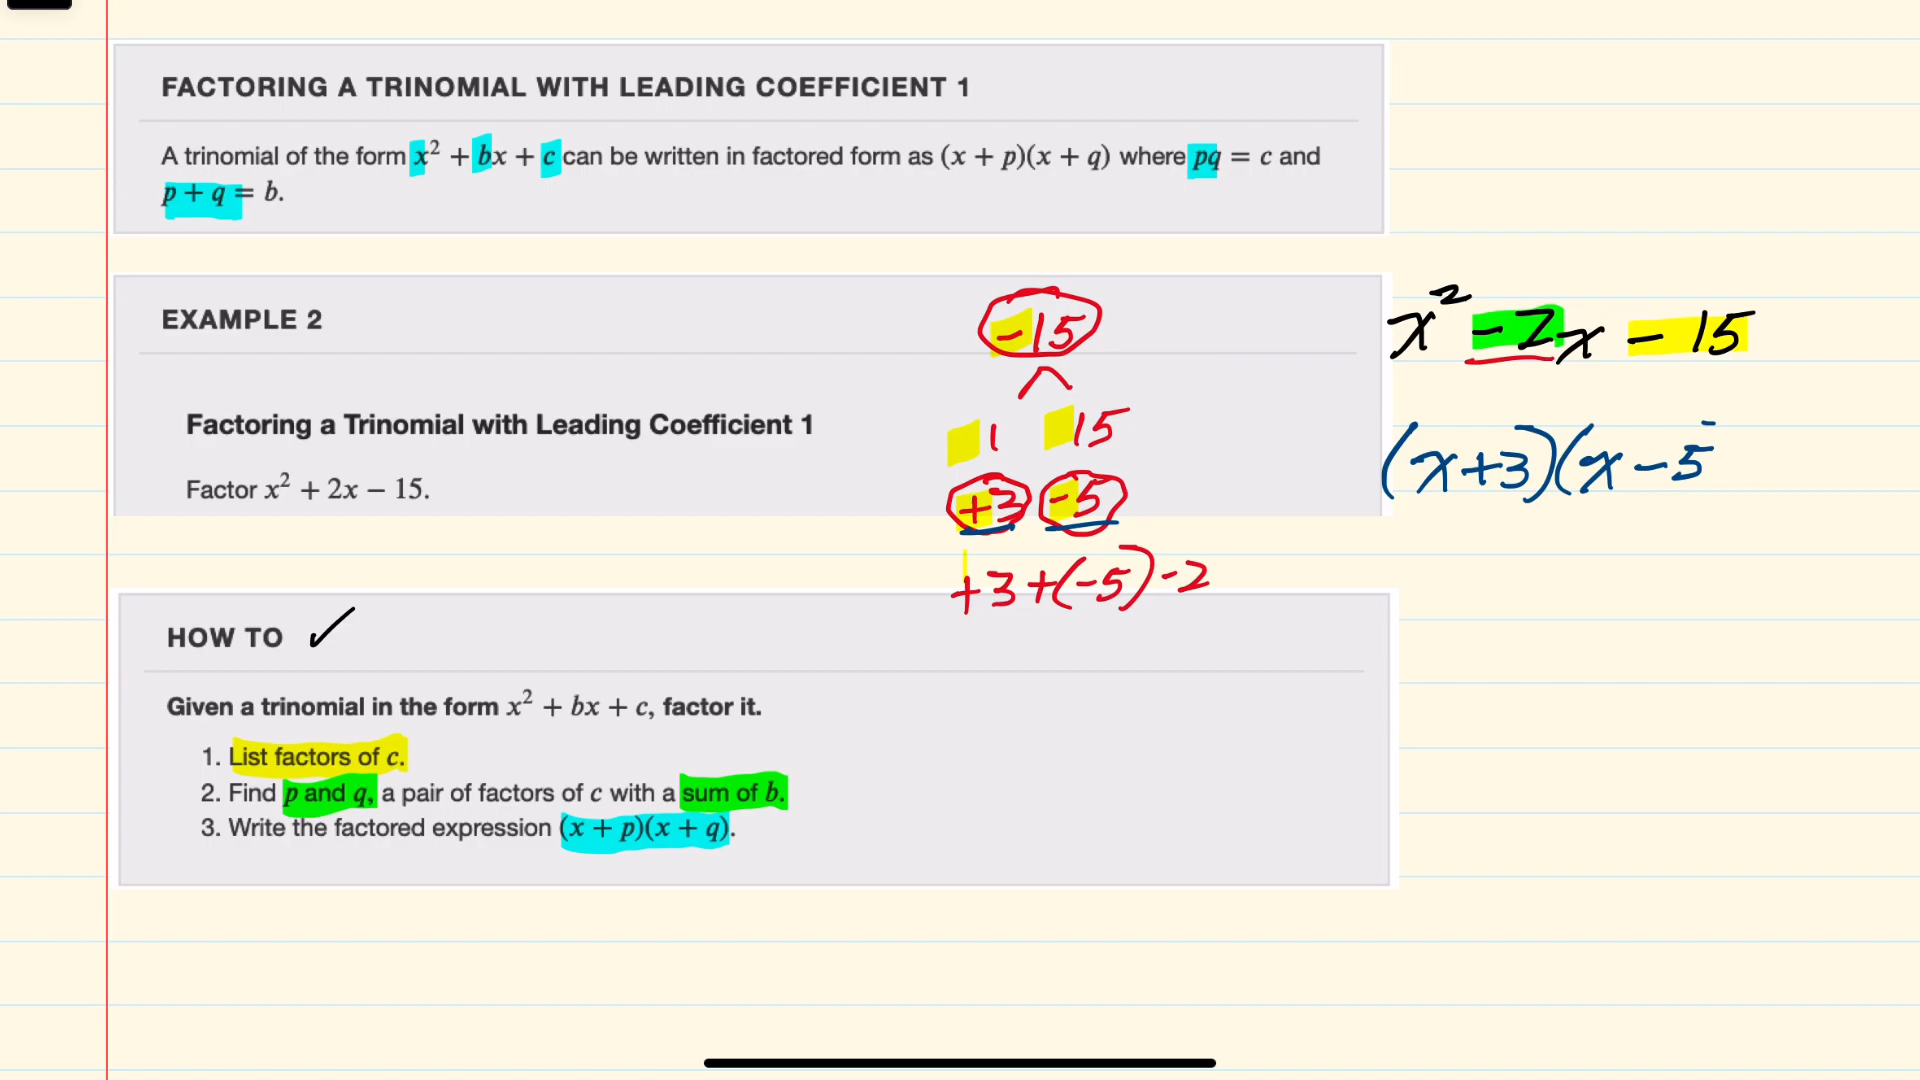 FACTORING A TRINOMIAL WITH LEADING COEFFICIENT 1
A trinomial of the form x² + bx + c can be written in factored form as (x + p)(x + q) where pq = c and
p + q = b.
EXAMPLE 2
Factoring a Trinomial with Leading Coefficient 1
Factor x² + 2x − 15.
-15
1 15
+3 -5
+3 +(-5) -2
x² -2x - 15
(x+3)(x-5
HOW TO ✓
Given a trinomial in the form x² + bx + c, factor it.
1. List factors of c.
2. Find p and q, a pair of factors of c with a sum of b.
3. Write the factored expression (x + p)(x + q).